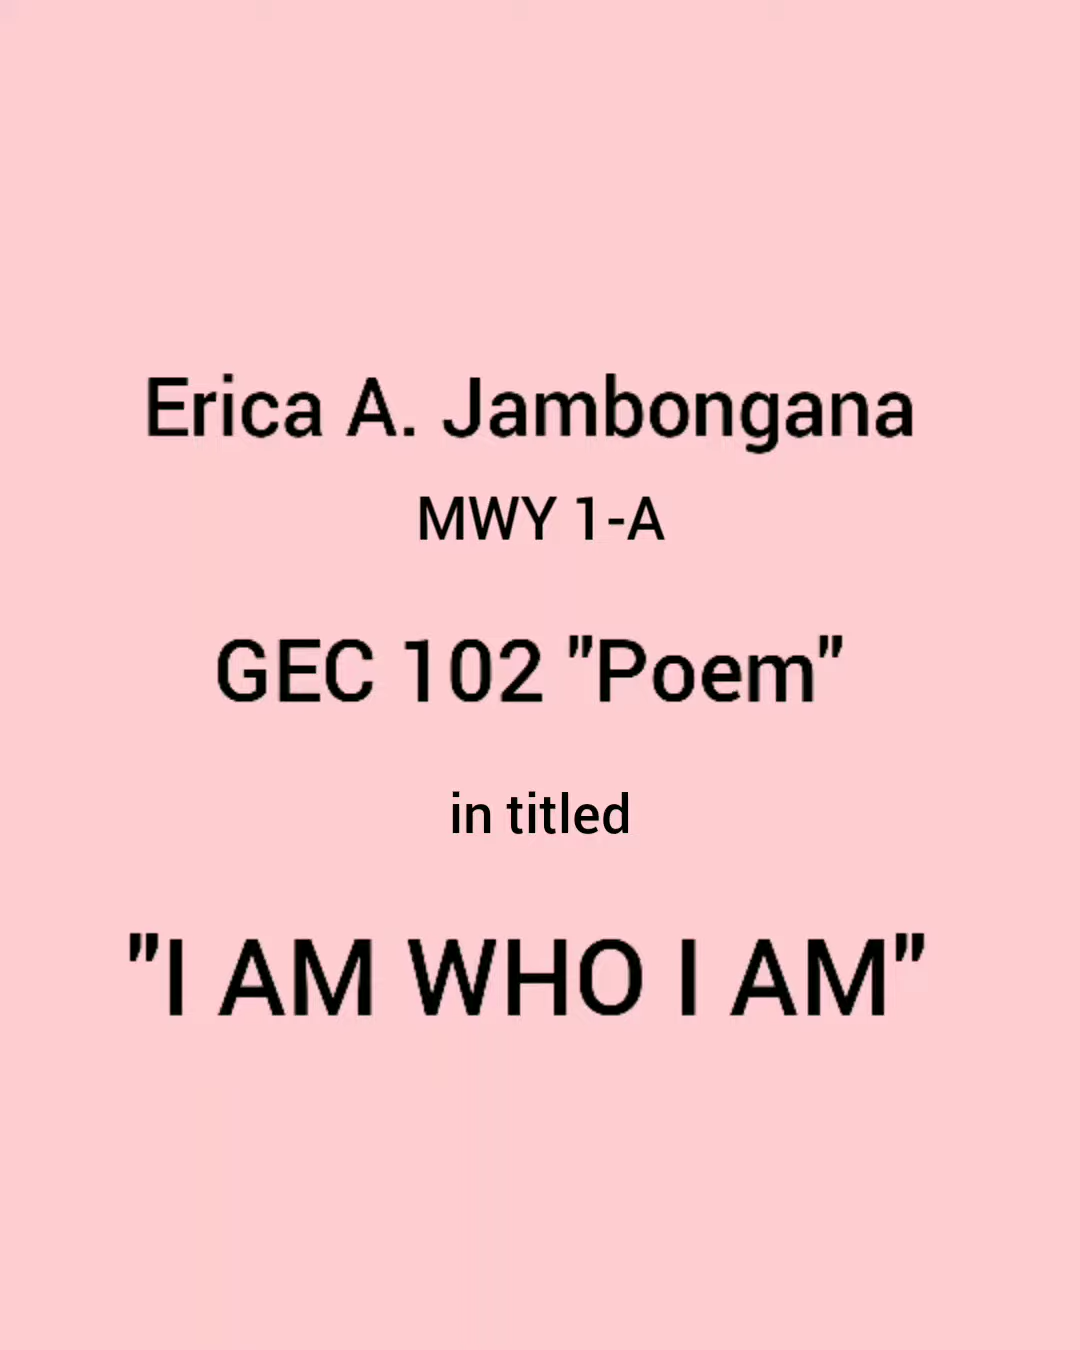 Erica A. Jambongana
MWY 1-A
GEC 102 "Poem"
in titled
"I AM WHO I AM"